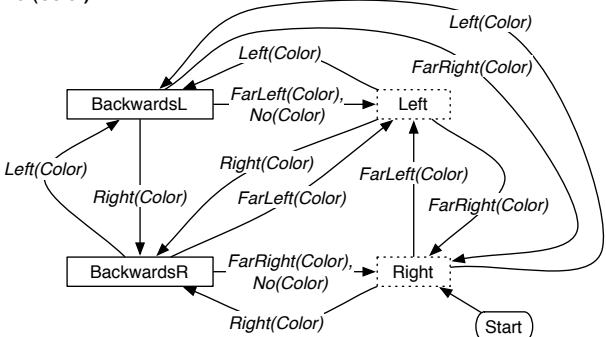 Left(Color)
Left(Color)
FarRight(Color)
BackwardsL
FarLeft(Color),
No(Color)
Left
Left(Color)
Right(Color)
Right(Color)
FarLeft(Color)
FarLeft(Color)
FarRight(Color)
BackwardsR
FarRight(Color),
No(Color)
Right
Right(Color)
Start